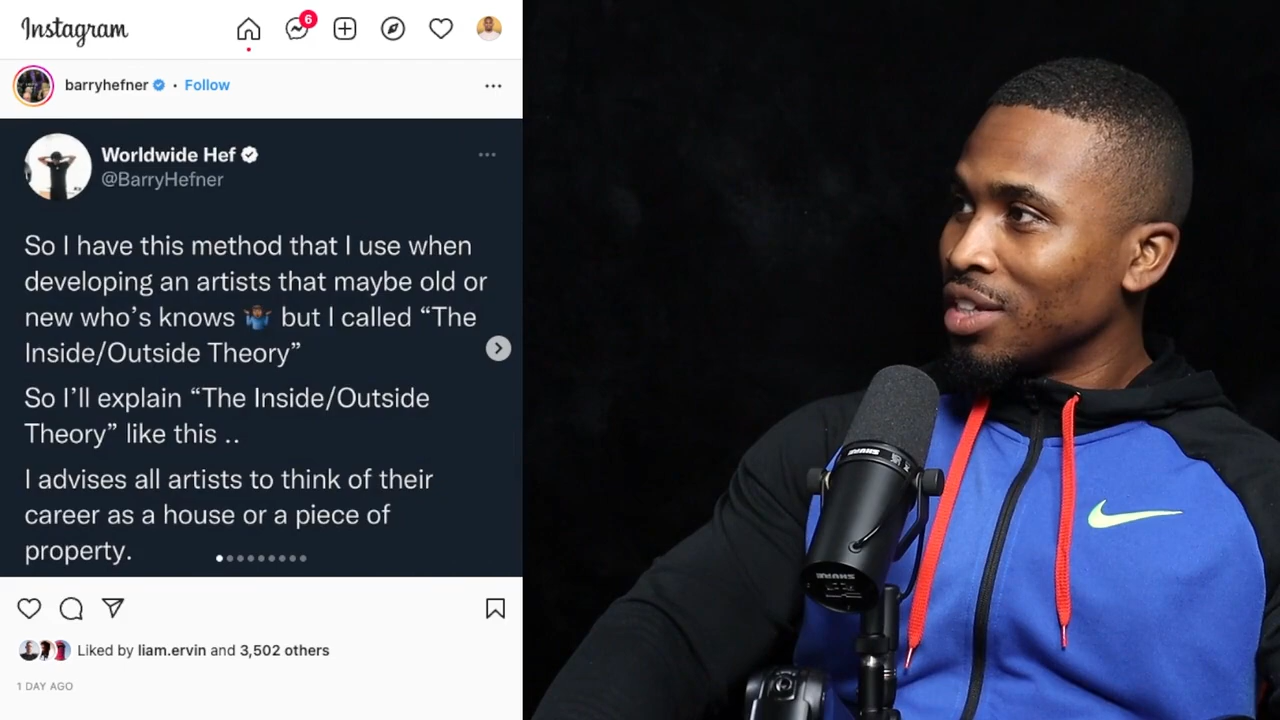 Instagram
6
barryhefner • Follow
Worldwide Hef
@BarryHefner
So I have this method that I use when
developing an artists that maybe old or
new who's knows 🤷🏾‍♂️ but I called “The
Inside/Outside Theory”
So I'll explain “The Inside/Outside
Theory” like this ..
I advises all artists to think of their
career as a house or a piece of
property.
Liked by liam.ervin and 3,502 others
1 DAY AGO
SHURE
SHURE